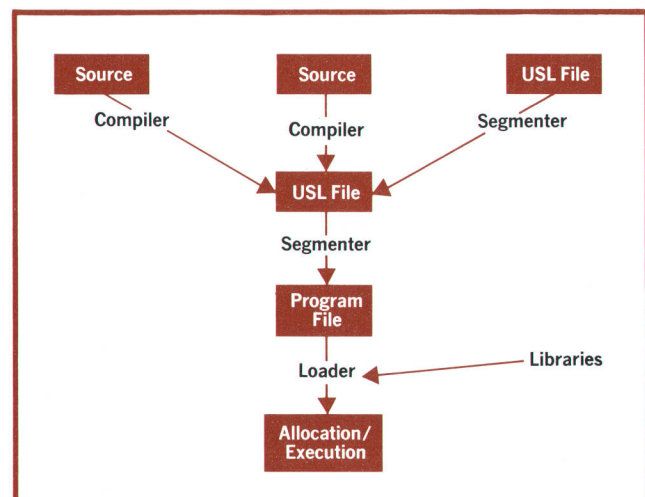 Source
Source
USL File
Compiler
Compiler
Segmenter
USL File
Segmenter
Program
File
Loader
Libraries
Allocation/
Execution